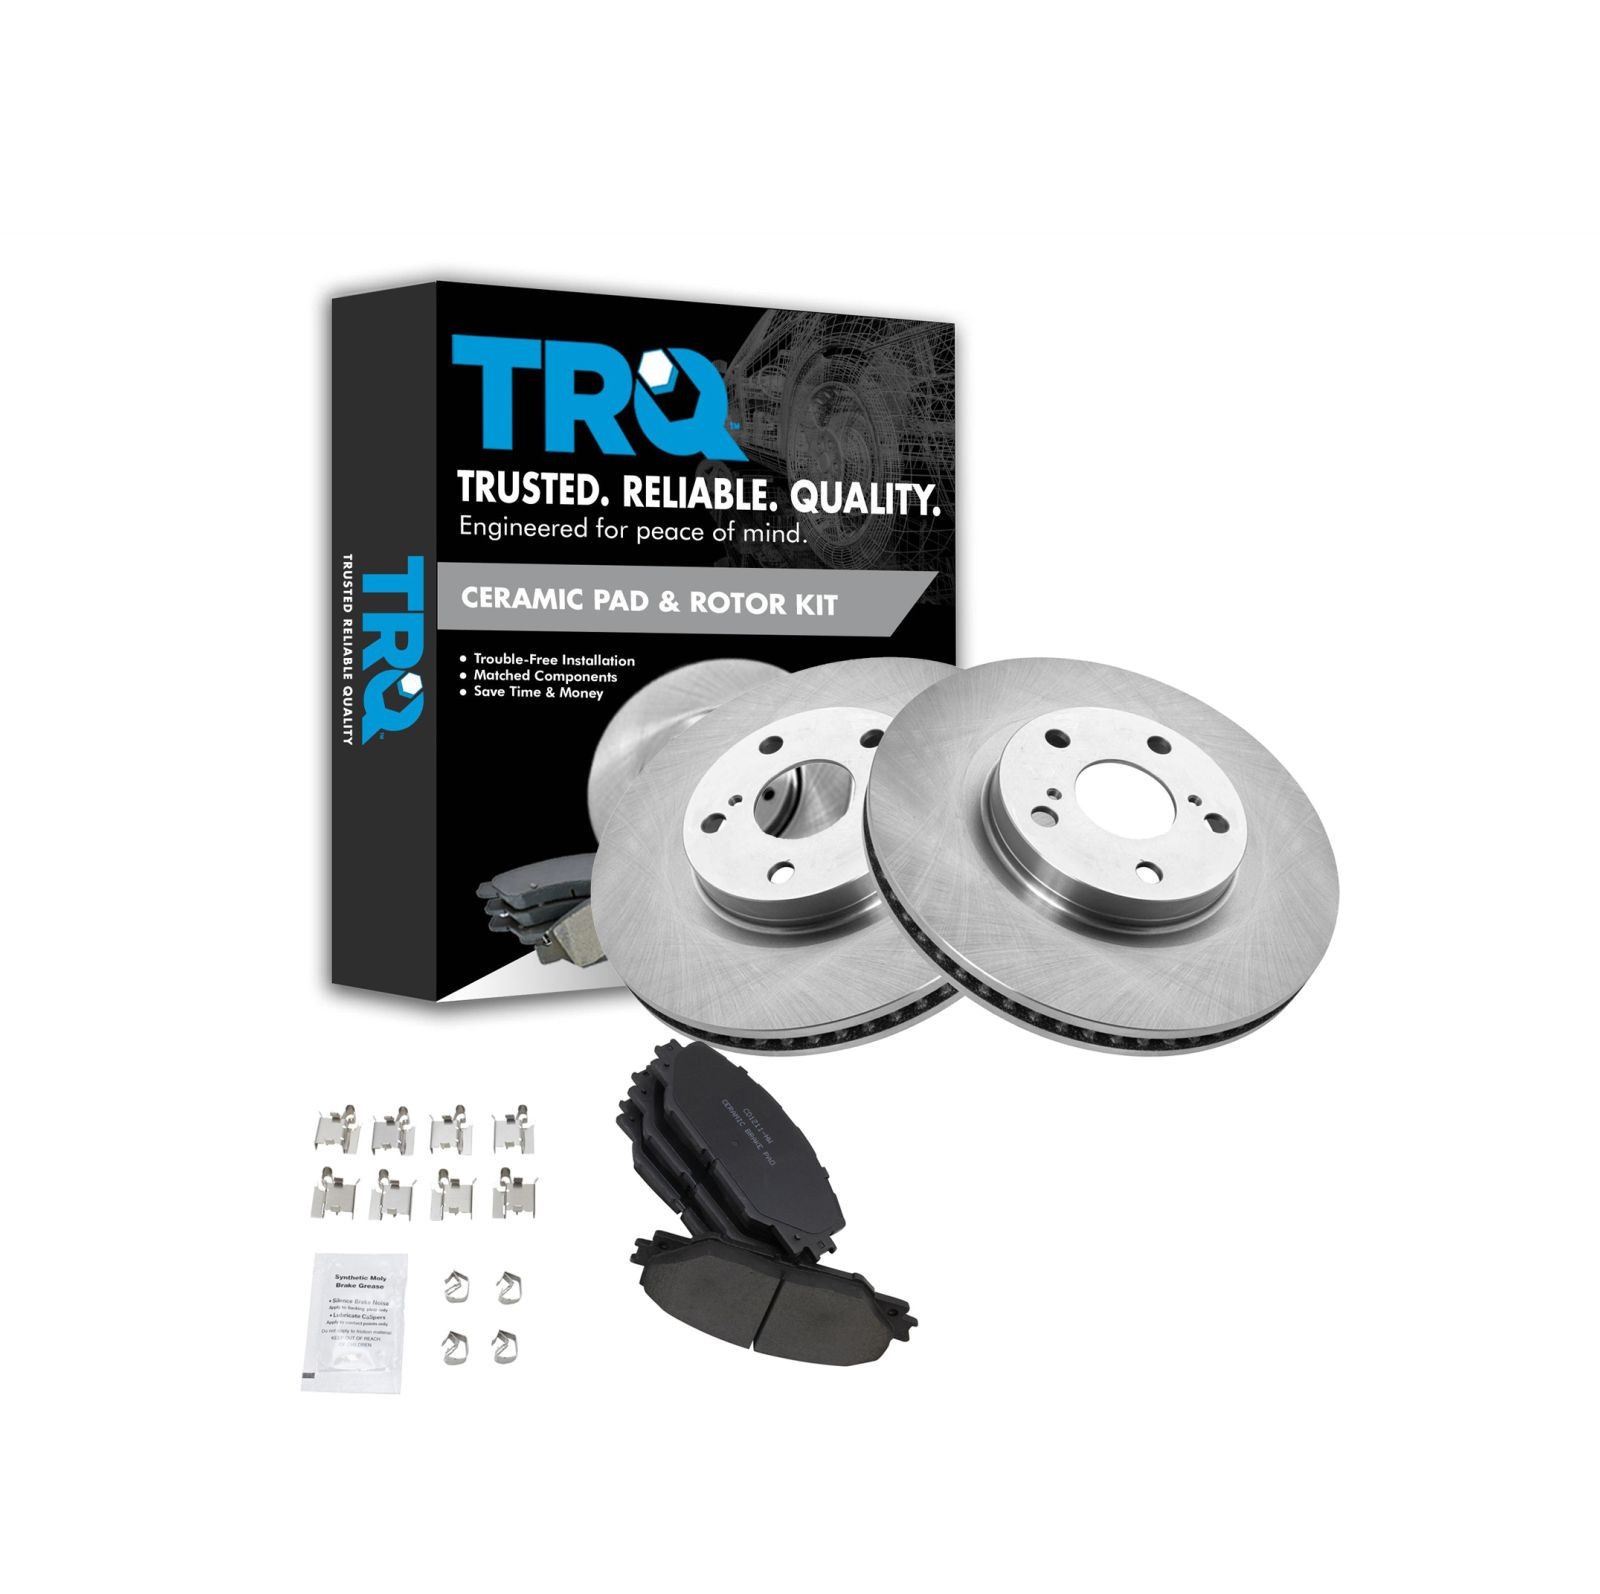 TRQ™
TRUSTED. RELIABLE. QUALITY.
Engineered for peace of mind.
CERAMIC PAD & ROTOR KIT
• Trouble-Free Installation
• Matched Components
• Save Time & Money
TRQ™
TRUSTED RELIABLE QUALITY
CD1211-MW
CERAMIC BRAKE PAD
Synthetic Moly
Brake Grease
• Silence Brake Noise
Apply to backing plate only
• Lubricate Calipers
Apply to contact points only
Do not apply to friction material
KEEP OUT OF REACH
OF CHILDREN